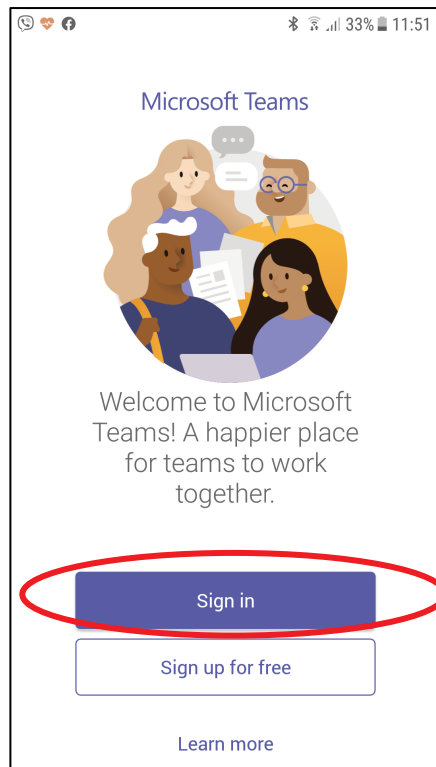 33% 11:51
Microsoft Teams
Welcome to Microsoft
Teams! A happier place
for teams to work
together.
Sign in
Sign up for free
Learn more